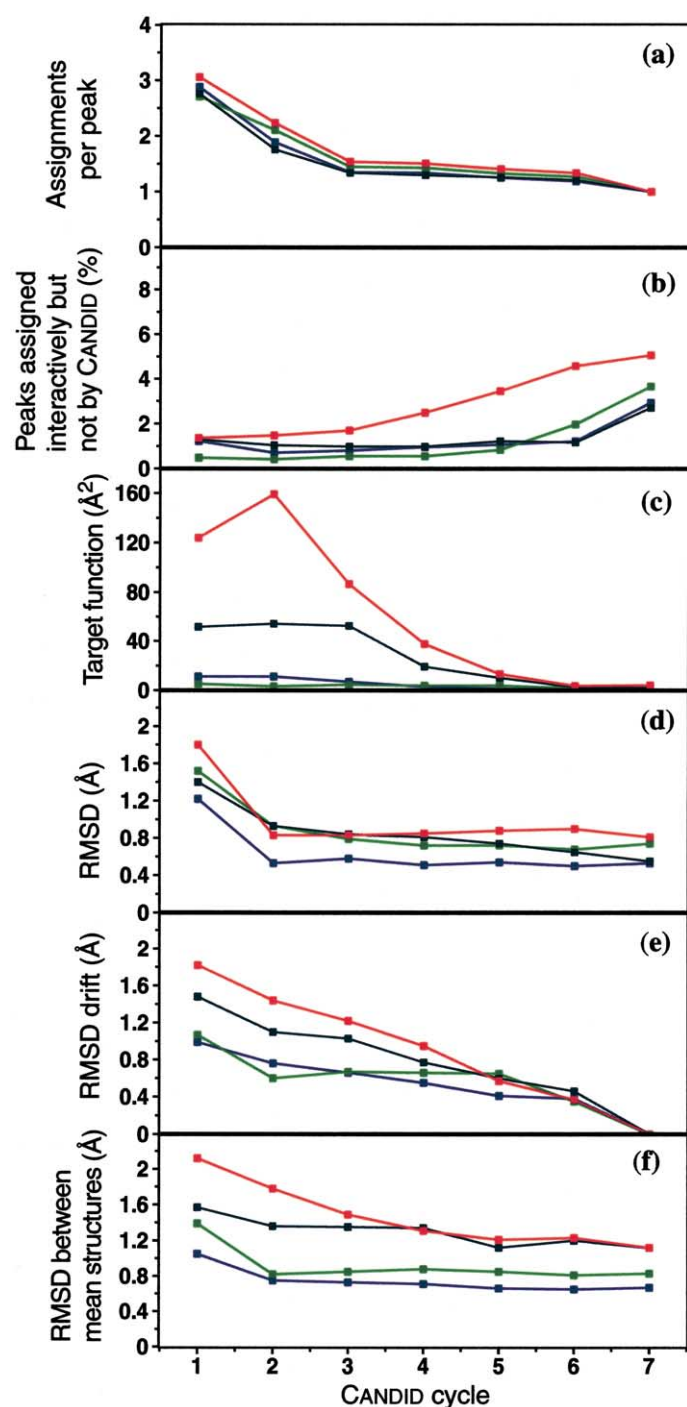 Assignments
per peak
4
3
2
1
0
(a)
Peaks assigned
interactively but
not by CANDID (%)
8
6
4
2
0
(b)
Target function (Å²)
160
120
80
40
0
(c)
RMSD (Å)
2
1.6
1.2
0.8
0.4
0
(d)
RMSD drift (Å)
2
1.6
1.2
0.8
0.4
0
(e)
RMSD between
mean structures (Å)
2
1.6
1.2
0.8
0.4
0
(f)
1 2 3 4 5 6 7
CANDID cycle